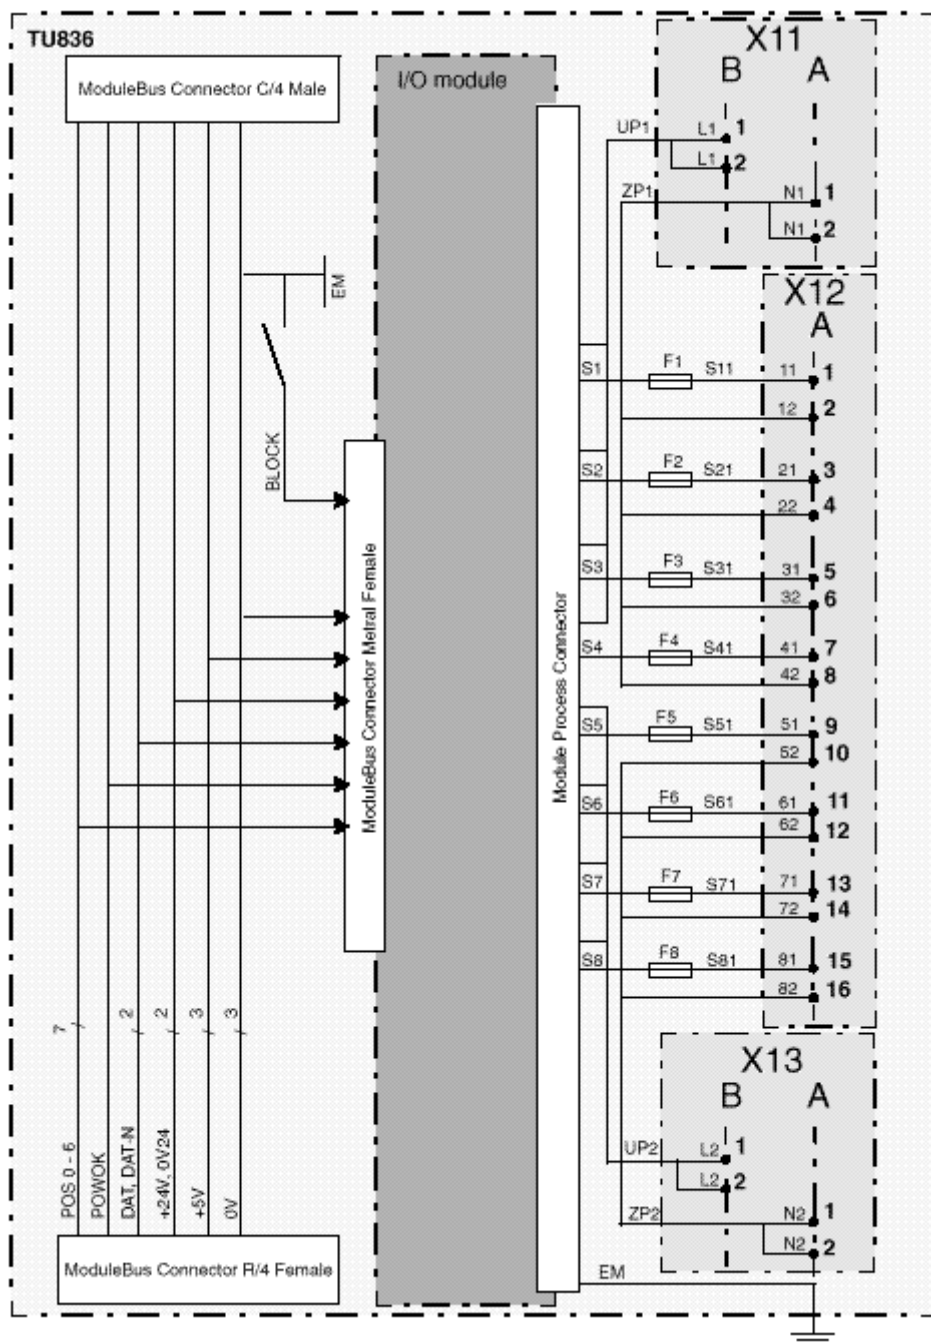 TU836
ModuleBus Connector C/4 Male
I/O module
X11
B A
UP1 L1 1
L1 2
ZP1 N1 1
N1 2
EM
BLOCK
ModuleBus Connector Metral Female
Module Process Connector
X12
A
S1 F1 S11 11 1
12 2
S2 F2 S21 21 3
22 4
S3 F3 S31 31 5
32 6
S4 F4 S41 41 7
42 8
S5 F5 S51 51 9
52 10
S6 F6 S61 61 11
62 12
S7 F7 S71 71 13
72 14
S8 F8 S81 81 15
82 16
7 2 2 3 3
POS 0 - 6
POWOK
DAT, DAT-N
+24V, 0V24
+5V
0V
X13
B A
UP2 L2 1
L2 2
ZP2 N2 1
N2 2
EM
ModuleBus Connector R/4 Female